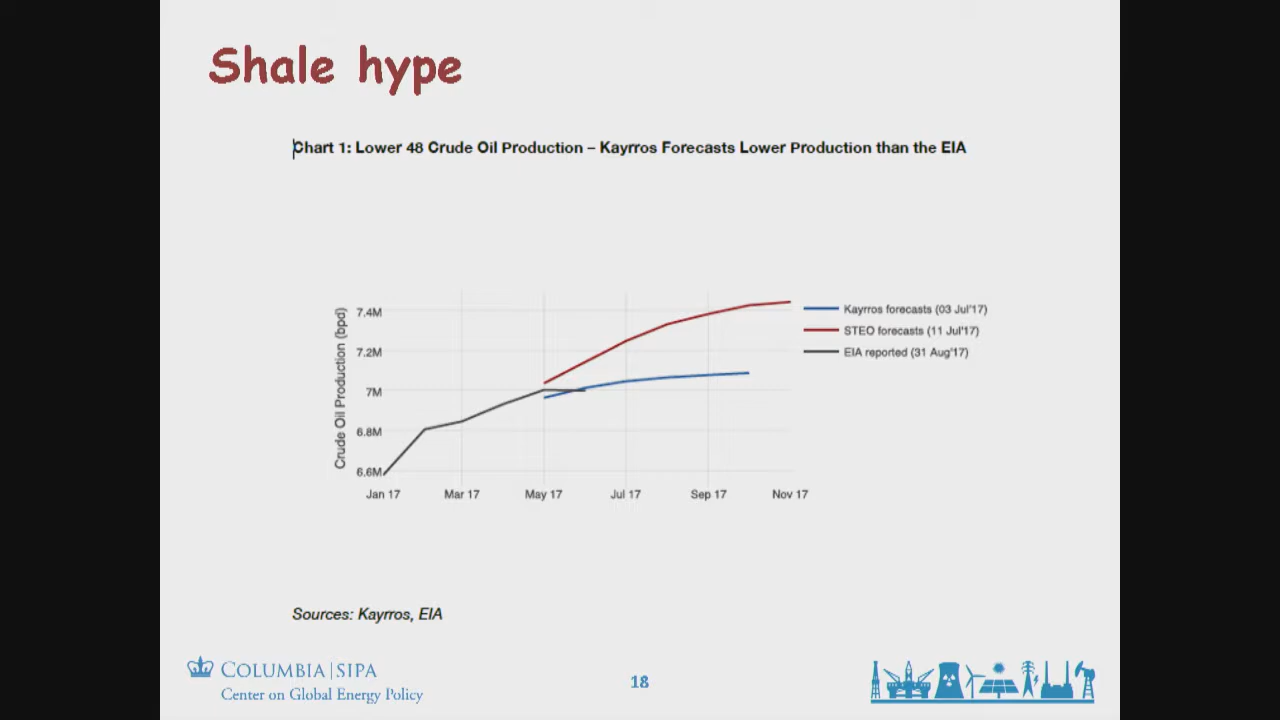 Shale hype
Chart 1: Lower 48 Crude Oil Production – Kayrros Forecasts Lower Production than the EIA
Crude Oil Production (bpd)
7.4M
7.2M
7M
6.8M
6.6M
Jan 17 Mar 17 May 17 Jul 17 Sep 17 Nov 17
Kayrros forecasts (03 Jul'17)
STEO forecasts (11 Jul'17)
EIA reported (31 Aug'17)
Sources: Kayrros, EIA
COLUMBIA | SIPA
Center on Global Energy Policy
18